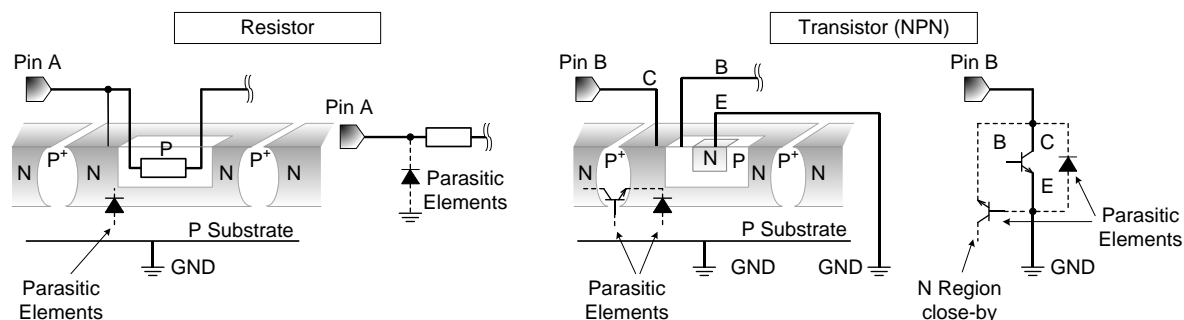 Resistor
Pin A
P
N
P+
N
N
P+
N
Parasitic
Elements
P Substrate
GND
Pin A
Parasitic
Elements
Transistor (NPN)
Pin B
C
B
E
N
P+
N
N
P
N
P+
N
Parasitic
Elements
P Substrate
GND
GND
Pin B
B
C
E
Parasitic
Elements
GND
N Region
close-by